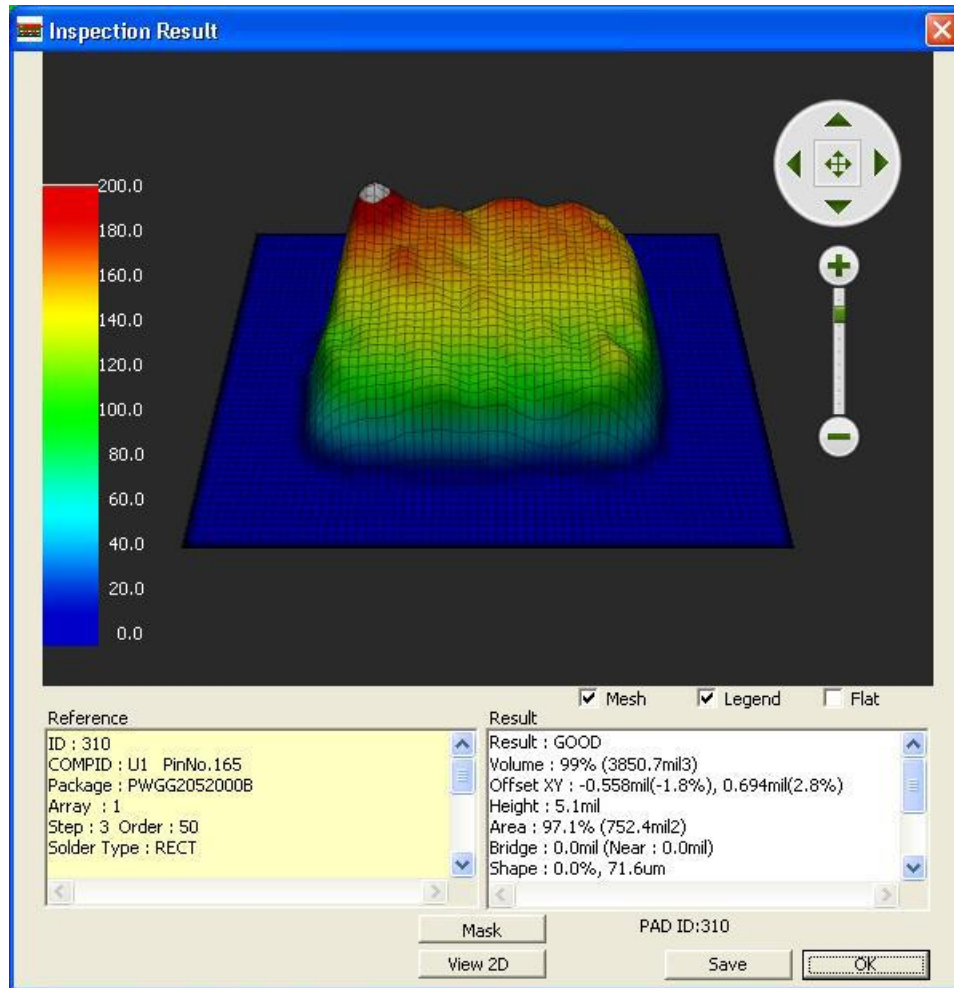 Inspection Result
200.0
180.0
160.0
140.0
120.0
100.0
80.0
60.0
40.0
20.0
0.0
Mesh
Legend
Flat
Reference
ID : 310
COMPID : U1 PinNo.165
Package : PWGG2052000B
Array : 1
Step : 3 Order : 50
Solder Type : RECT
Result
Result : GOOD
Volume : 99% (3850.7mil3)
Offset XY : -0.558mil(-1.8%), 0.694mil(2.8%)
Height : 5.1mil
Area : 97.1% (752.4mil2)
Bridge : 0.0mil (Near : 0.0mil)
Shape : 0.0%, 71.6um
Mask
PAD ID:310
View 2D
Save
OK